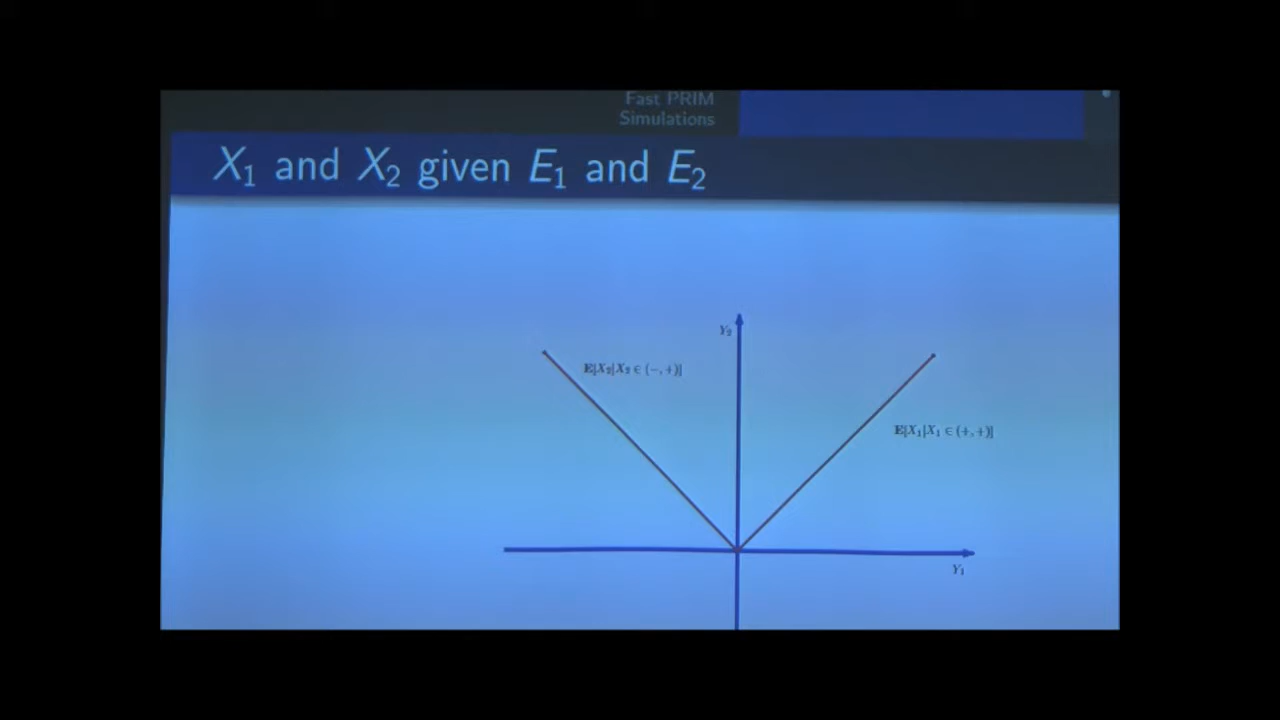 Fast PRIM
Simulations
X₁ and X₂ given E₁ and E₂
Y₂
𝐄[X₂|X₂ ∈ (−,+)]
𝐄[X₁|X₁ ∈ (+,+)]
Y₁